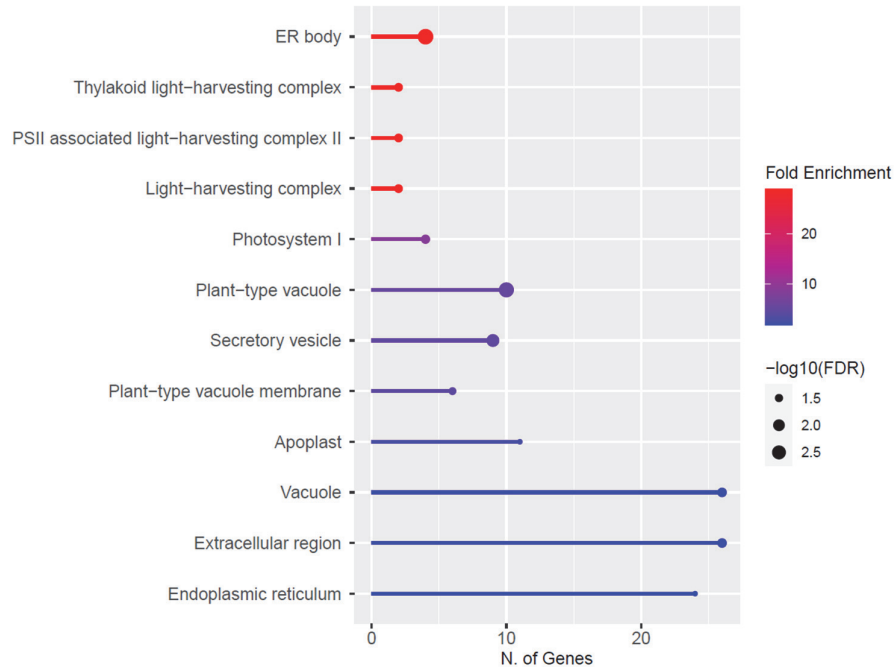 ER body
Thylakoid light−harvesting complex
PSII associated light−harvesting complex II
Light−harvesting complex
Photosystem I
Plant−type vacuole
Secretory vesicle
Plant−type vacuole membrane
Apoplast
Vacuole
Extracellular region
Endoplasmic reticulum
0 10 20
N. of Genes
Fold Enrichment
20
10
−log10(FDR)
1.5
2.0
2.5